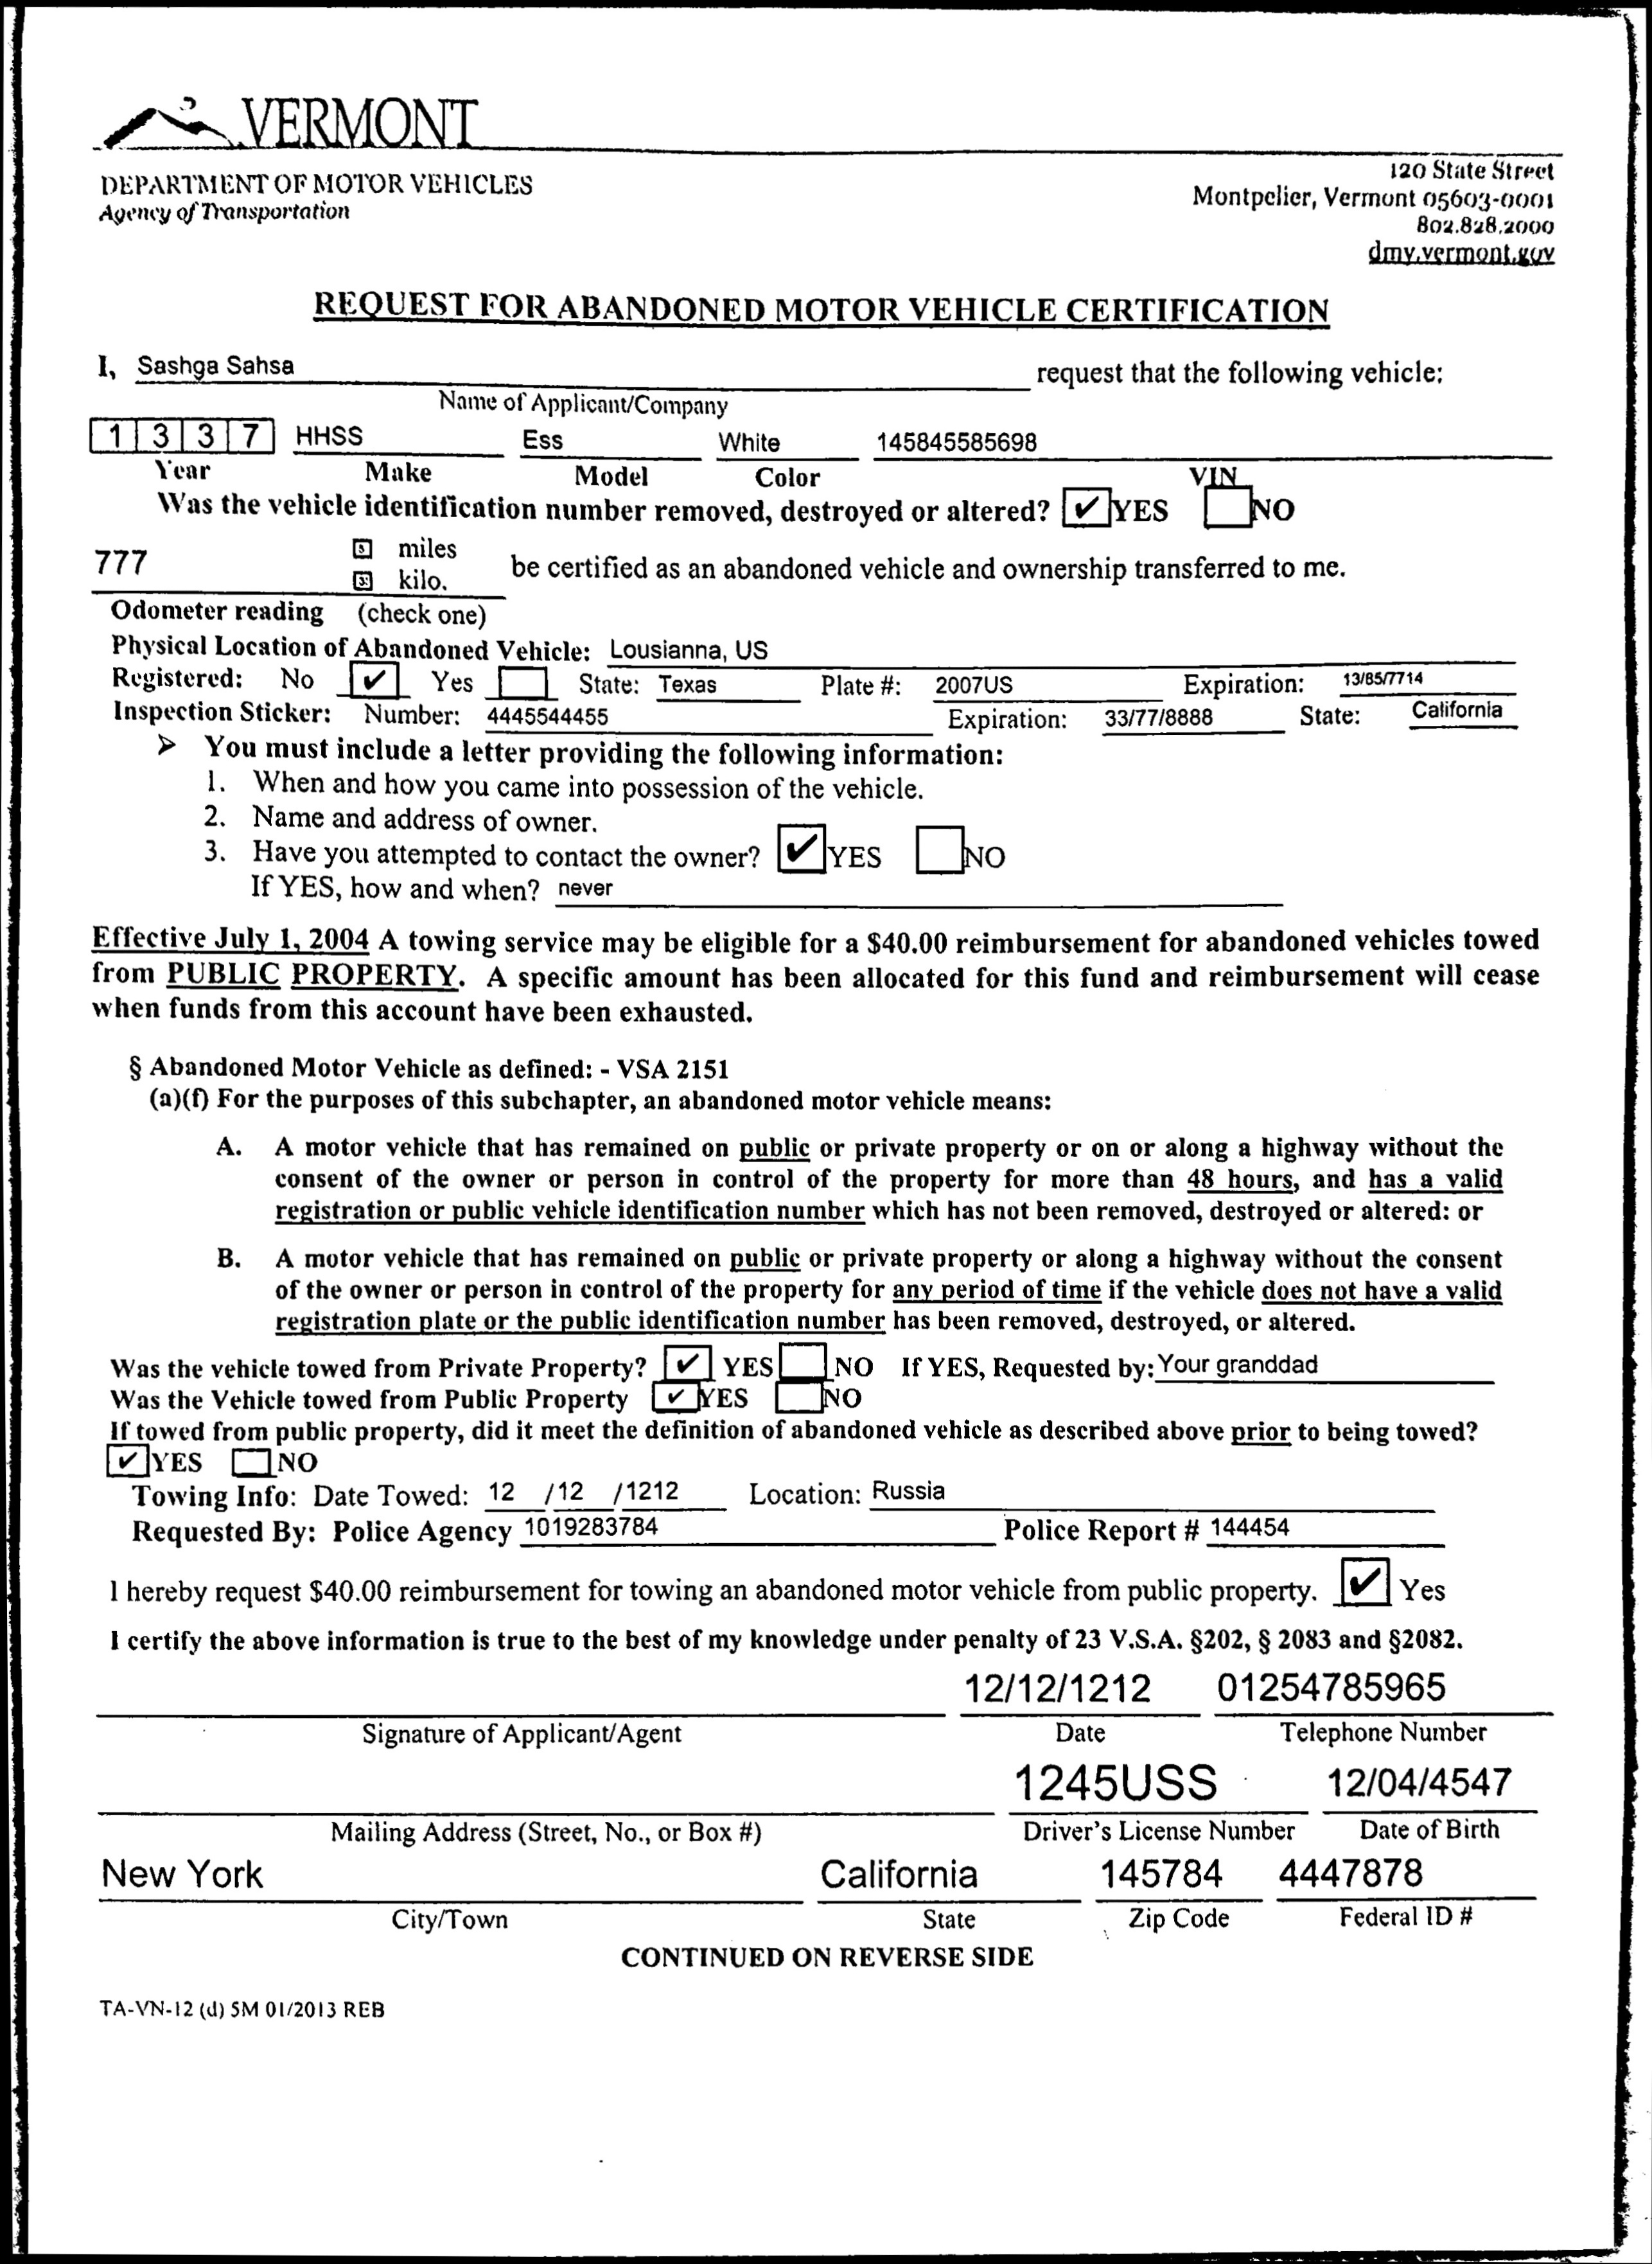 VERMONT
DEPARTMENT OF MOTOR VEHICLES
Agency of Transportation
120 State Street
Montpelier, Vermont 05603-0001
802.828.2000
dmv.vermont.gov
REQUEST FOR ABANDONED MOTOR VEHICLE CERTIFICATION
I, Sashga Sahsa request that the following vehicle:
Name of Applicant/Company
1 3 3 7 HHSS Ess White 145845585698
Year Make Model Color VIN
Was the vehicle identification number removed, destroyed or altered? ✔ YES NO
777 miles
kilo. be certified as an abandoned vehicle and ownership transferred to me.
Odometer reading (check one)
Physical Location of Abandoned Vehicle: Lousianna, US
Registered: No ✔ Yes State: Texas Plate #: 2007US Expiration: 13/85/7714
Inspection Sticker: Number: 4445544455 Expiration: 33/77/8888 State: California
➢ You must include a letter providing the following information:
1. When and how you came into possession of the vehicle.
2. Name and address of owner.
3. Have you attempted to contact the owner? ✔ YES NO
If YES, how and when? never
Effective July 1, 2004 A towing service may be eligible for a $40.00 reimbursement for abandoned vehicles towed
from PUBLIC PROPERTY. A specific amount has been allocated for this fund and reimbursement will cease
when funds from this account have been exhausted.
§ Abandoned Motor Vehicle as defined: - VSA 2151
(a)(f) For the purposes of this subchapter, an abandoned motor vehicle means:
A. A motor vehicle that has remained on public or private property or on or along a highway without the
consent of the owner or person in control of the property for more than 48 hours, and has a valid
registration or public vehicle identification number which has not been removed, destroyed or altered: or
B. A motor vehicle that has remained on public or private property or along a highway without the consent
of the owner or person in control of the property for any period of time if the vehicle does not have a valid
registration plate or the public identification number has been removed, destroyed, or altered.
Was the vehicle towed from Private Property? ✔ YES NO If YES, Requested by: Your granddad
Was the Vehicle towed from Public Property ✔ YES NO
If towed from public property, did it meet the definition of abandoned vehicle as described above prior to being towed?
✔ YES NO
Towing Info: Date Towed: 12 /12 /1212 Location: Russia
Requested By: Police Agency 1019283784 Police Report # 144454
I hereby request $40.00 reimbursement for towing an abandoned motor vehicle from public property. ✔ Yes
I certify the above information is true to the best of my knowledge under penalty of 23 V.S.A. §202, § 2083 and §2082.
12/12/1212 01254785965
Signature of Applicant/Agent Date Telephone Number
1245USS 12/04/4547
Mailing Address (Street, No., or Box #) Driver's License Number Date of Birth
New York California 145784 4447878
City/Town State Zip Code Federal ID #
CONTINUED ON REVERSE SIDE
TA-VN-12 (d) 5M 01/2013 REB